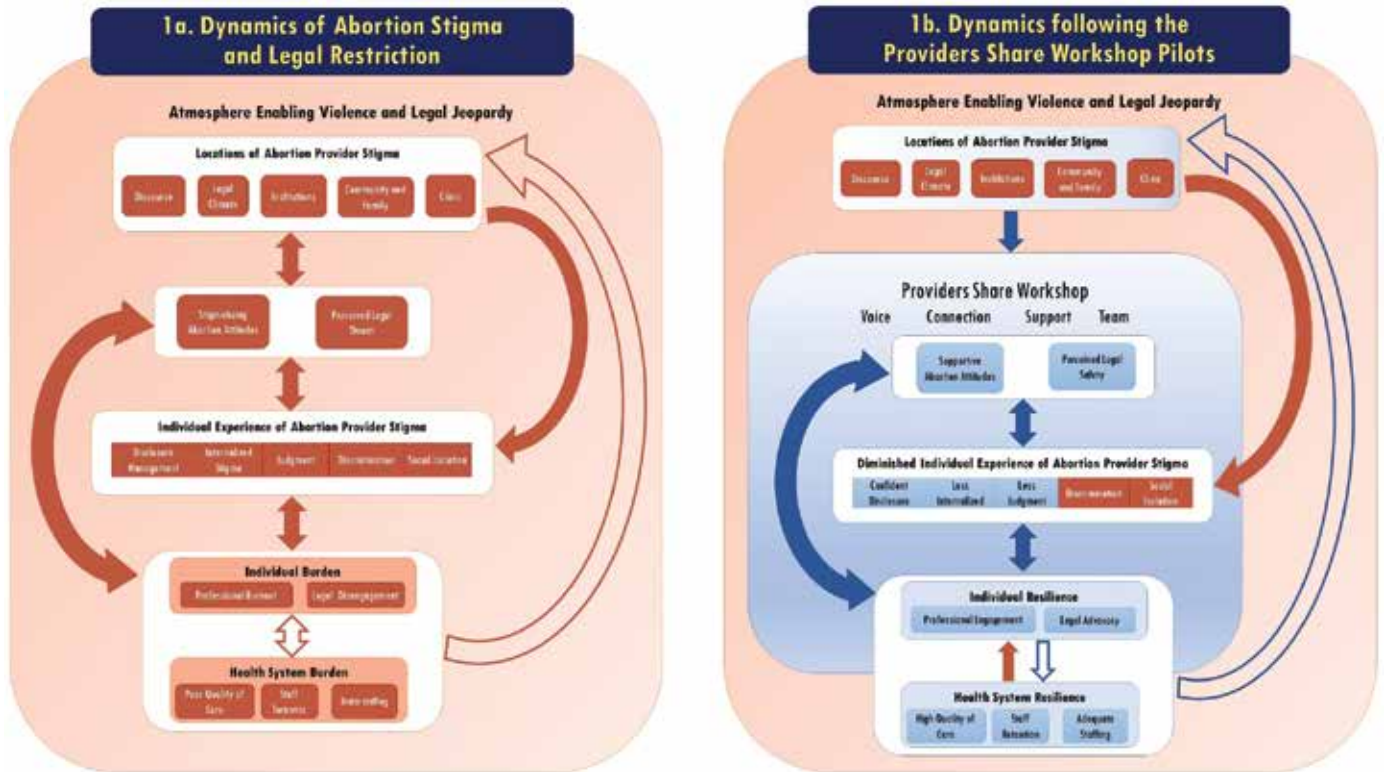 1a. Dynamics of Abortion Stigma
and Legal Restriction
Atmosphere Enabling Violence and Legal Jeopardy
Locations of Abortion Provider Stigma
Discourse
Legal
Climate
Institutions
Community and
Family
Clinic
Stigmatizing
Abortion Attitudes
Perceived Legal
Individual Experience of Abortion Provider Stigma
Disclosure
Management
Internalized
Stigma
Judgment
Discrimination
Social Isolation
Individual Burden
Professional Burnout
Legal Disengagement
Health System Burden
Poor Quality of
Care
Staff
Turnover
Understaffing
1b. Dynamics following the
Providers Share Workshop Pilots
Atmosphere Enabling Violence and Legal Jeopardy
Locations of Abortion Provider Stigma
Discourse
Legal
Climate
Institutions
Community
and Family
Clinic
Providers Share Workshop
Voice Connection Support Team
Supportive
Abortion Attitudes
Perceived Legal
Safety
Diminished Individual Experience of Abortion Provider Stigma
Confident
Disclosure
Less
Internalized
Less
Judgment
Discrimination
Social
Isolation
Individual Resilience
Professional Engagement
Legal Advocacy
Health System Resilience
High Quality of
Care
Staff
Retention
Adequate
Staffing